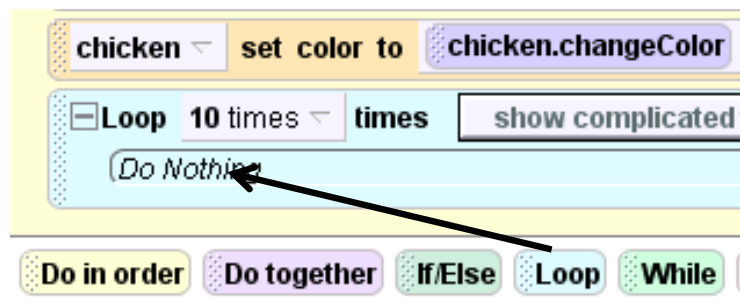 chicken set color to chicken.changeColor
Loop 10 times times show complicated
Do Nothing
Do in order Do together If/Else Loop While